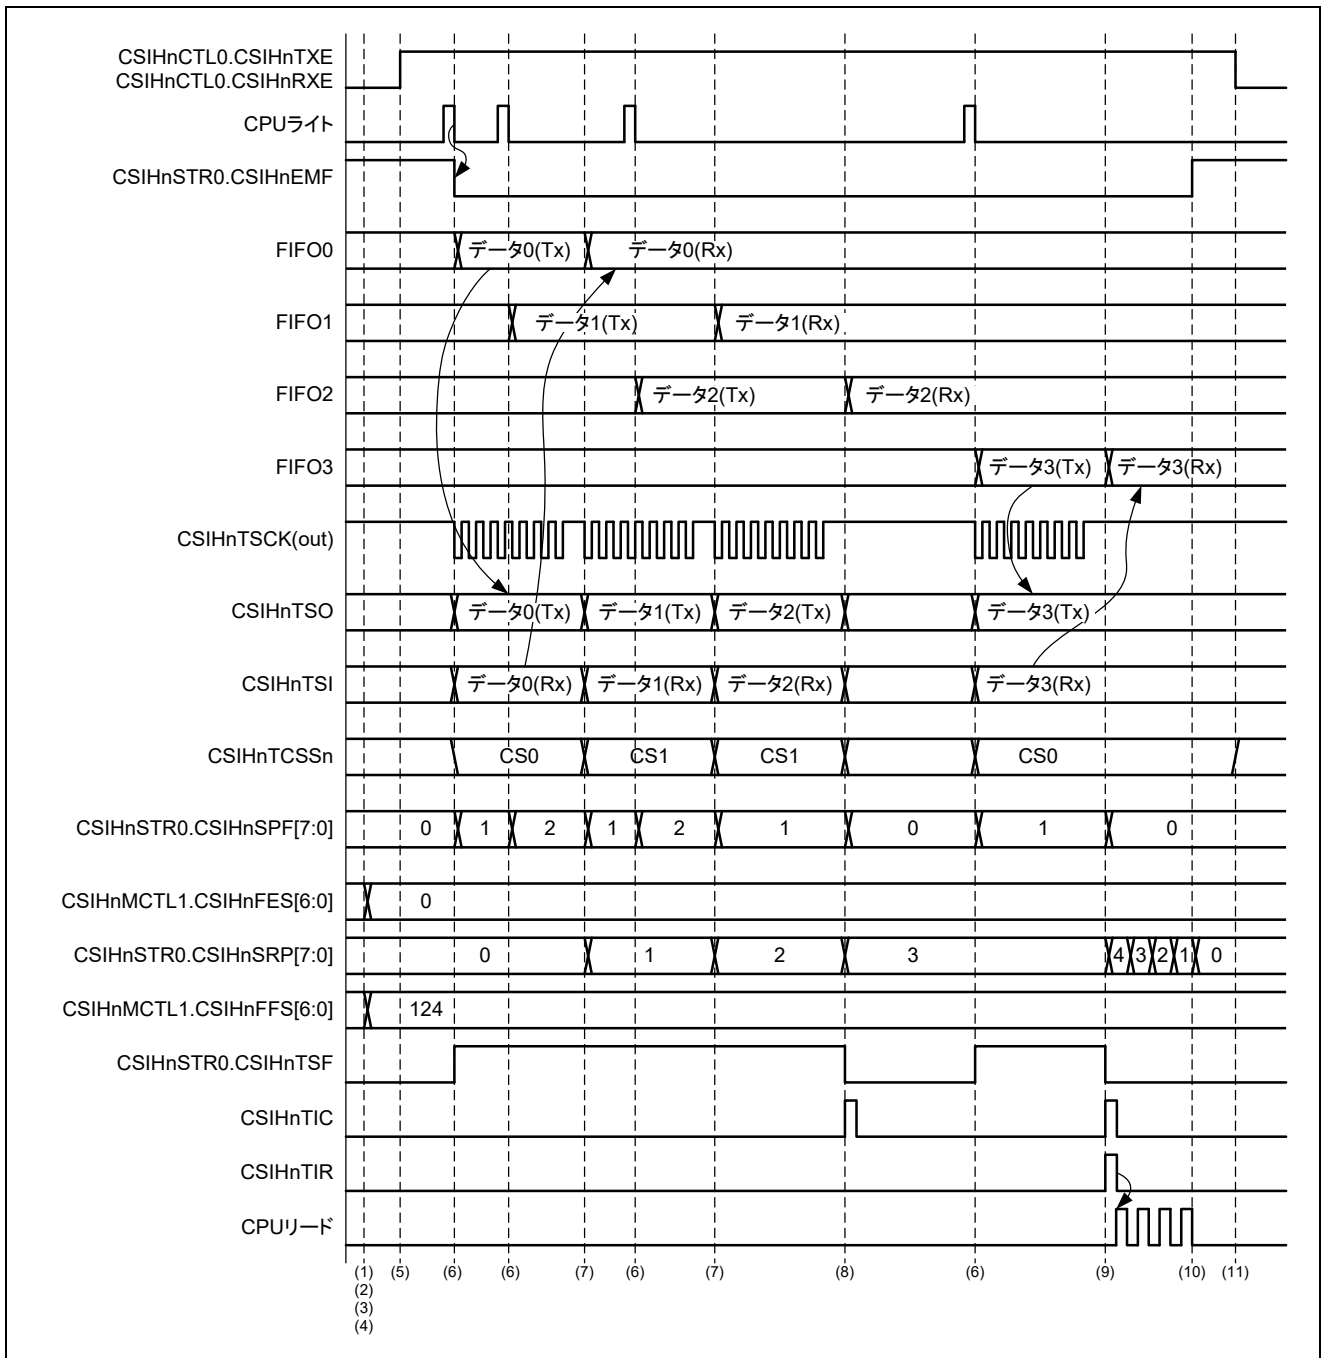 CSIHnCTL0.CSIHnTXE
CSIHnCTL0.CSIHnRXE
CPUライト
CSIHnSTR0.CSIHnEMF
FIFO0 データ0(Tx) データ0(Rx)
FIFO1 データ1(Tx) データ1(Rx)
FIFO2 データ2(Tx) データ2(Rx)
FIFO3 データ3(Tx) データ3(Rx)
CSIHnTSCK(out)
CSIHnTSO データ0(Tx) データ1(Tx) データ2(Tx) データ3(Tx)
CSIHnTSI データ0(Rx) データ1(Rx) データ2(Rx) データ3(Rx)
CSIHnTCSSn CS0 CS1 CS1 CS0
CSIHnSTR0.CSIHnSPF[7:0] 0 1 2 1 2 1 0 1 0
CSIHnMCTL1.CSIHnFES[6:0] 0
CSIHnSTR0.CSIHnSRP[7:0] 0 1 2 3 4 3 2 1 0
CSIHnMCTL1.CSIHnFFS[6:0] 124
CSIHnSTR0.CSIHnTSF
CSIHnTIC
CSIHnTIR
CPUリード
(1) (5) (6) (6) (7) (6) (7) (8) (6) (9) (10) (11)
(2)
(3)
(4)